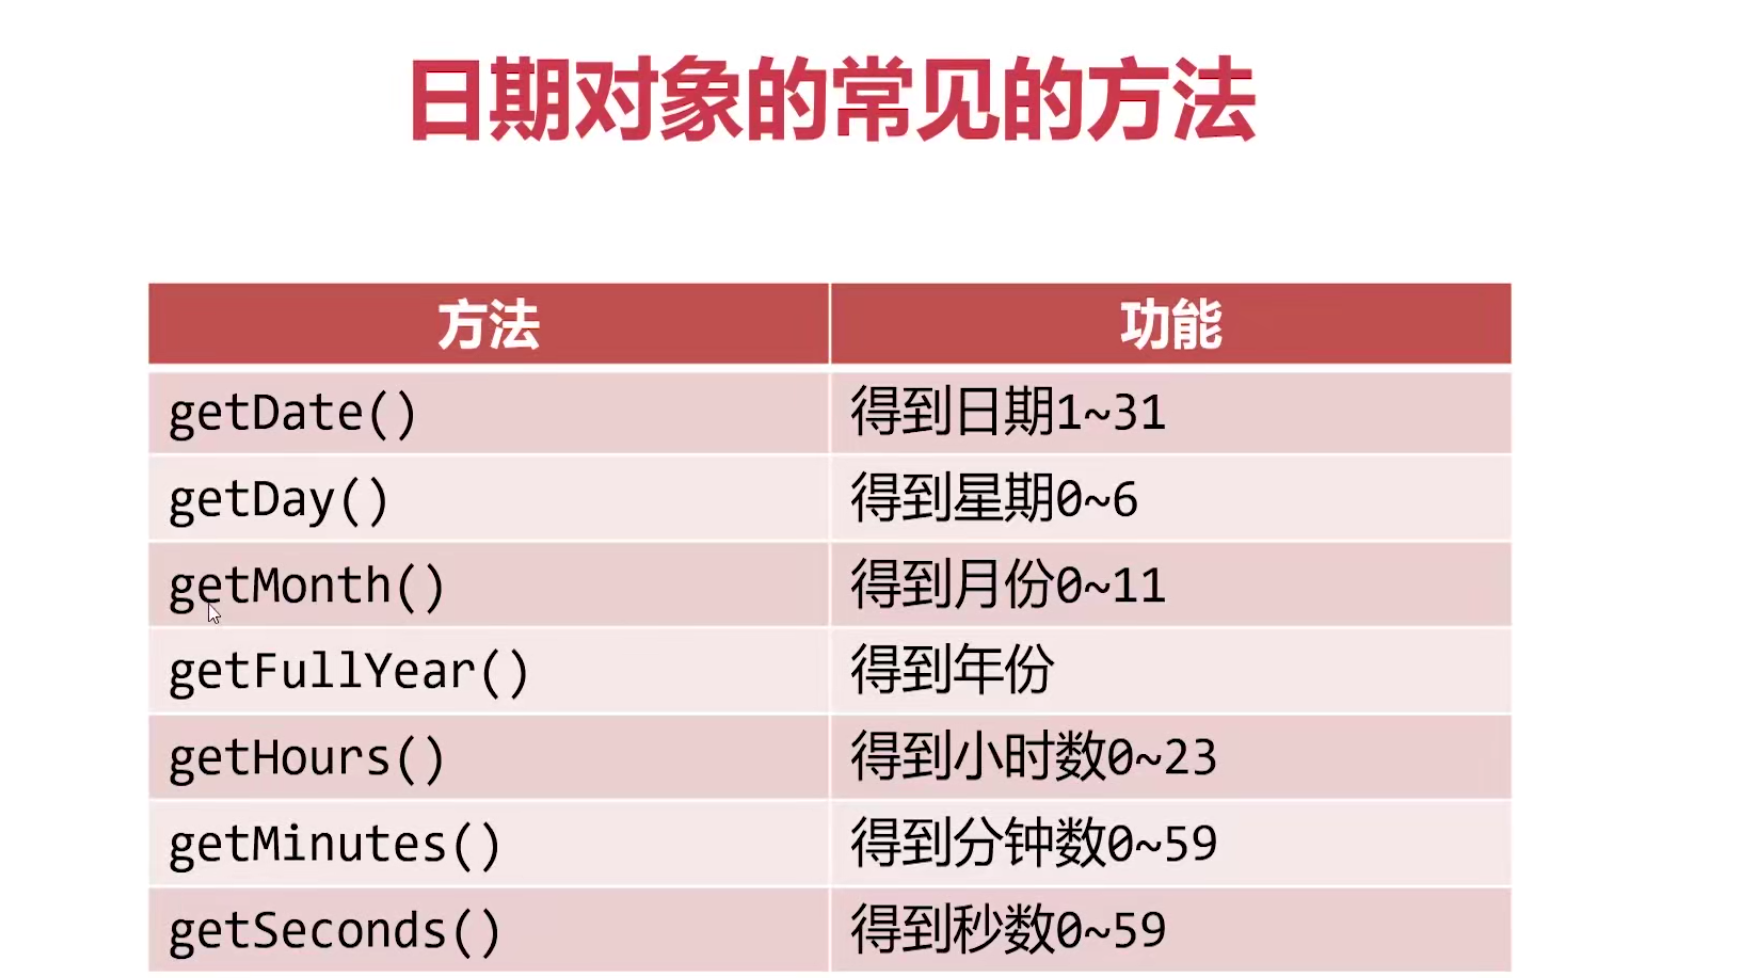 日期对象的常见的方法
方法 功能
getDate() 得到日期1~31
getDay() 得到星期0~6
getMonth() 得到月份0~11
getFullYear() 得到年份
getHours() 得到小时数0~23
getMinutes() 得到分钟数0~59
getSeconds() 得到秒数0~59